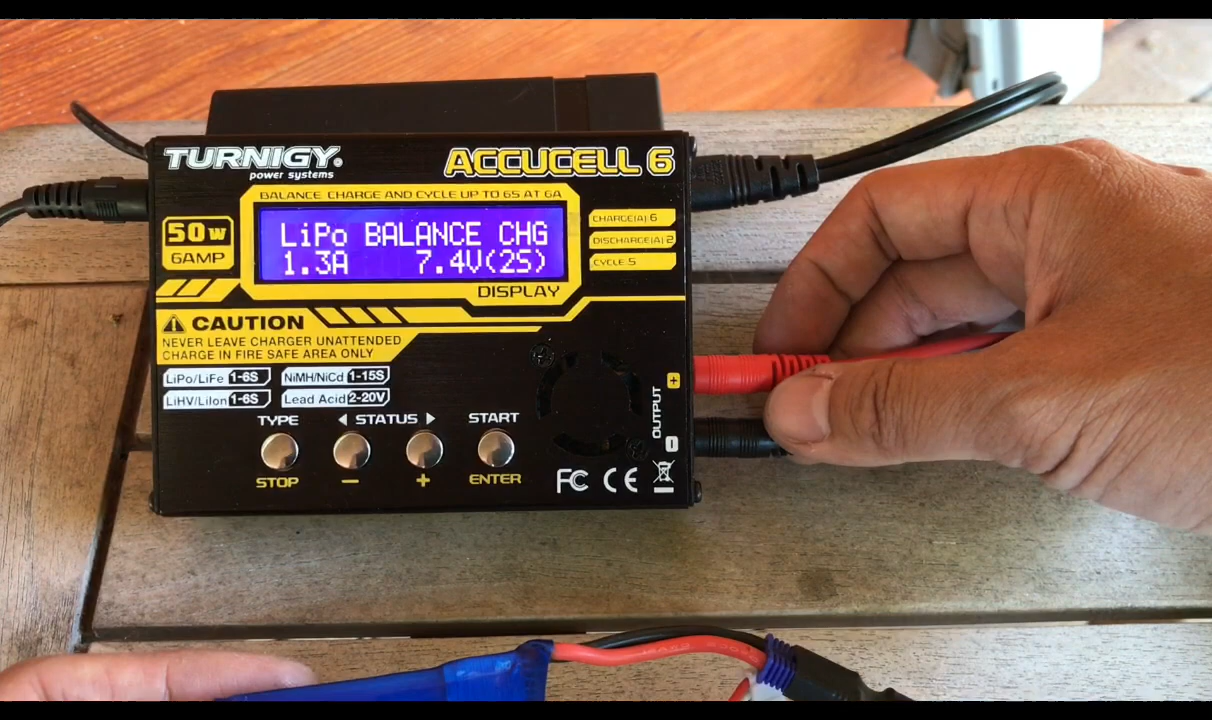 TURNIGY
power systems
ACCUCELL 6
BALANCE CHARGE AND CYCLE UP TO 6S AT 6A
50W
6AMP
LiPo BALANCE CHG
1.3A 7.4V(2S)
CHARGE(A):6
DISCHARGE(A):2
CYCLE:5
DISPLAY
CAUTION
NEVER LEAVE CHARGER UNATTENDED
CHARGE IN FIRE SAFE AREA ONLY
LiPo/LiFe 1-6S NiMH/NiCd 1-15S
LiHV/LiIon 1-6S Lead Acid 2-20V
TYPE STATUS START
STOP - + ENTER
OUTPUT + -
FC CE